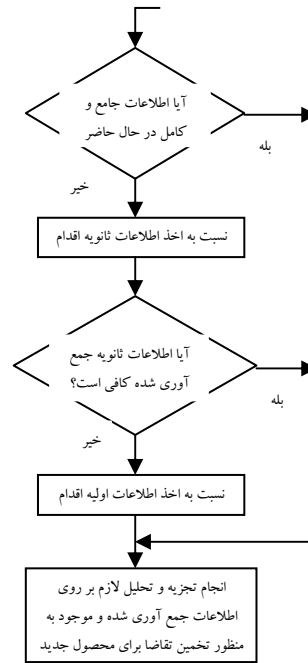 آیا اطلاعات جامع و
کامل در حال حاضر
بله
خیر
نسبت به اخذ اطلاعات ثانویه اقدام
آیا اطلاعات ثانویه جمع
آوری شده کافی است؟
بله
خیر
نسبت به اخذ اطلاعات اولیه اقدام
انجام تجزیه و تحلیل لازم بر روی
اطلاعات جمع آوری شده و موجود به
منظور تخمین تقاضا برای محصول جدید